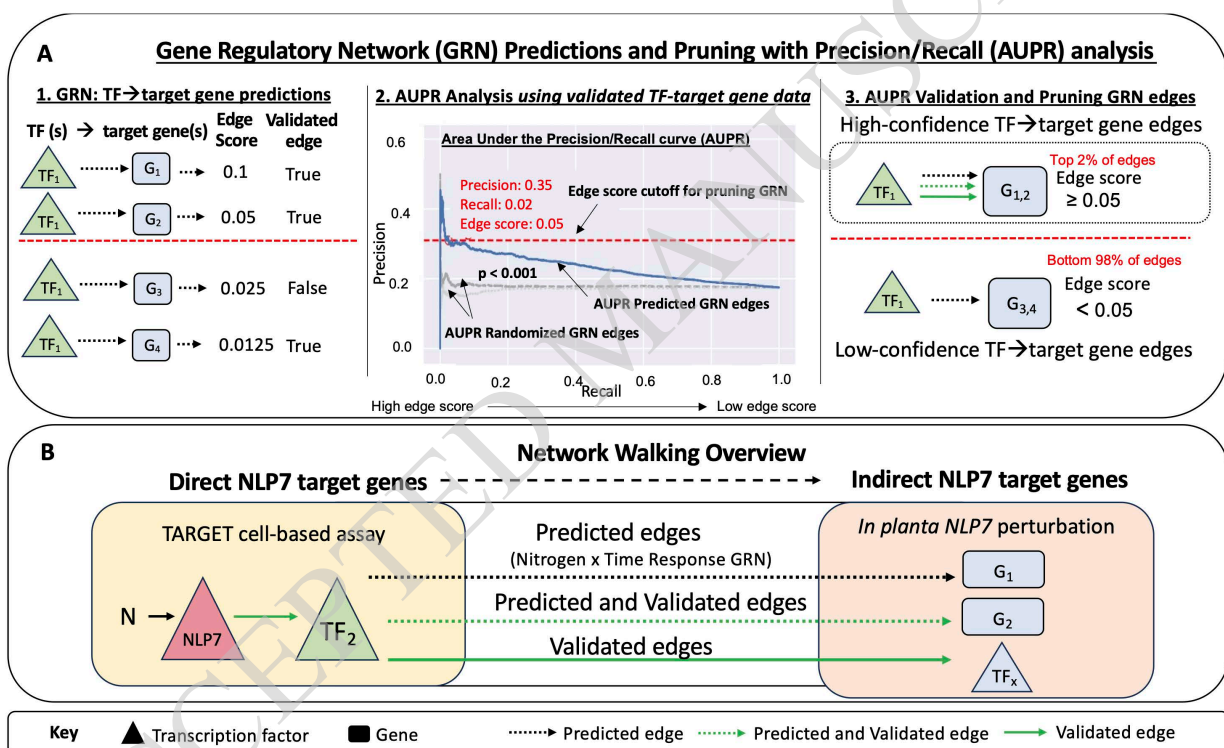 A
Gene Regulatory Network (GRN) Predictions and Pruning with Precision/Recall (AUPR) analysis
1. GRN: TF→target gene predictions
TF (s) → target gene(s) Edge Score Validated edge
TF₁ G₁ 0.1 True
TF₁ G₂ 0.05 True
TF₁ G₃ 0.025 False
TF₁ G₄ 0.0125 True
2. AUPR Analysis using validated TF-target gene data
Area Under the Precision/Recall curve (AUPR)
Precision: 0.35
Recall: 0.02
Edge score: 0.05
Edge score cutoff for pruning GRN
p < 0.001
AUPR Predicted GRN edges
AUPR Randomized GRN edges
Precision
0.6
0.4
0.2
0.0
0.0 0.2 0.4 0.6 0.8 1.0
Recall
High edge score Low edge score
3. AUPR Validation and Pruning GRN edges
High-confidence TF→target gene edges
Top 2% of edges
TF₁ G₁,₂ Edge score
≥ 0.05
Bottom 98% of edges
TF₁ G₃,₄ Edge score
< 0.05
Low-confidence TF→target gene edges
B
Network Walking Overview
Direct NLP7 target genes Indirect NLP7 target genes
TARGET cell-based assay
N NLP7 TF₂
Predicted edges
(Nitrogen x Time Response GRN)
Predicted and Validated edges
Validated edges
In planta NLP7 perturbation
G₁
G₂
TFₓ
Key Transcription factor Gene Predicted edge Predicted and Validated edge Validated edge